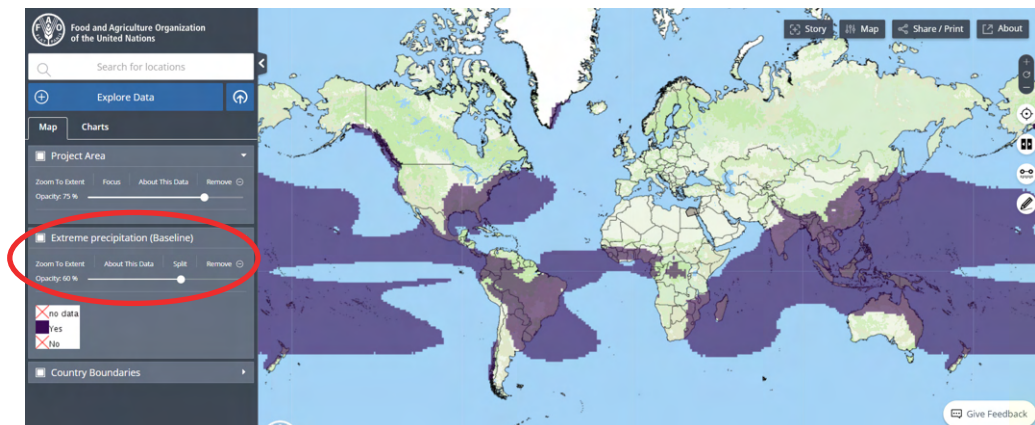 FAO
Food and Agriculture Organization
of the United Nations
Search for locations
Explore Data
Map Charts
Project Area
Zoom To Extent Focus About This Data Remove
Opacity: 75 %
Extreme precipitation (Baseline)
Zoom To Extent About This Data Split Remove
Opacity: 60 %
no data
Yes
No
Country Boundaries
Story Map Share / Print About
Give Feedback